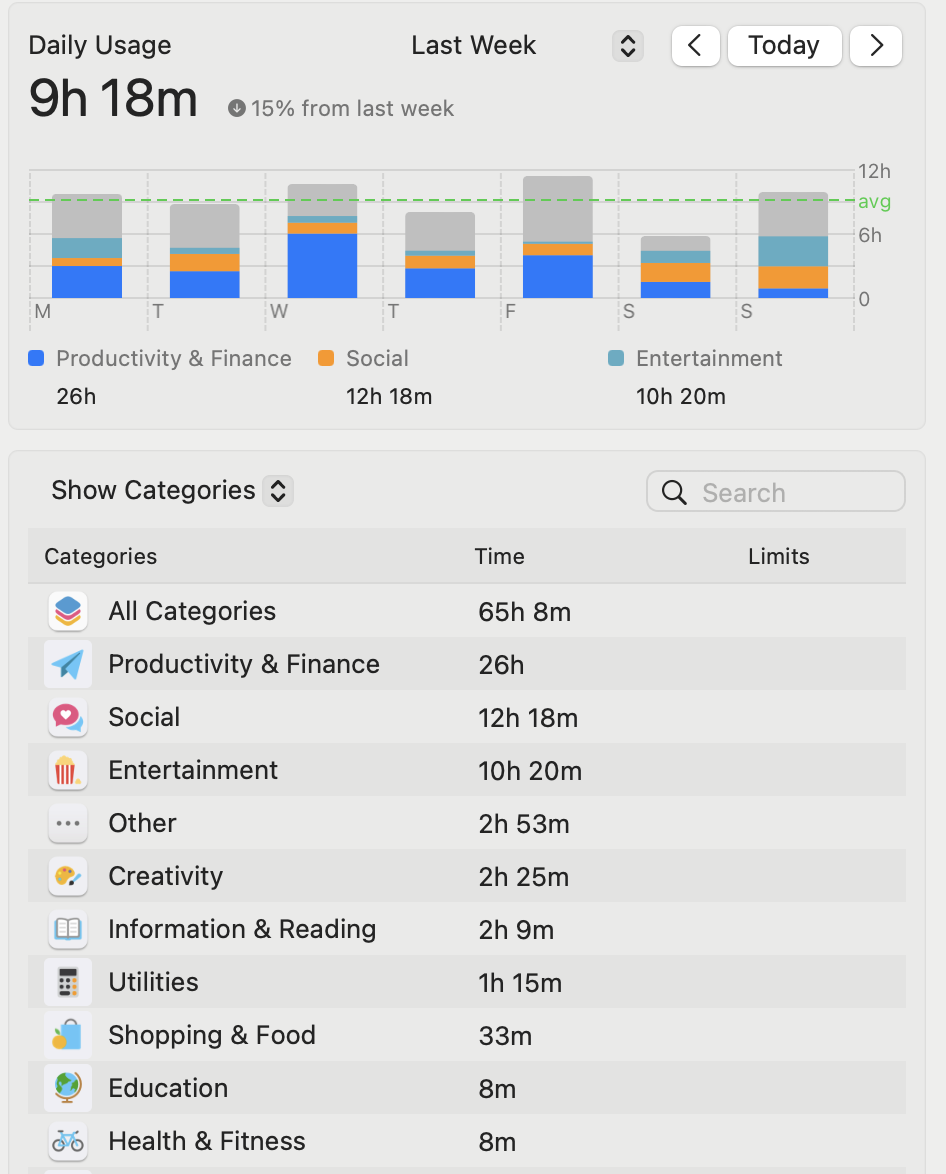 Daily Usage
Last Week
Today
9h 18m
15% from last week
12h
avg
6h
0
M T W T F S S
Productivity & Finance Social Entertainment
26h 12h 18m 10h 20m
Show Categories
Search
Categories Time Limits
All Categories 65h 8m
Productivity & Finance 26h
Social 12h 18m
Entertainment 10h 20m
Other 2h 53m
Creativity 2h 25m
Information & Reading 2h 9m
Utilities 1h 15m
Shopping & Food 33m
Education 8m
Health & Fitness 8m